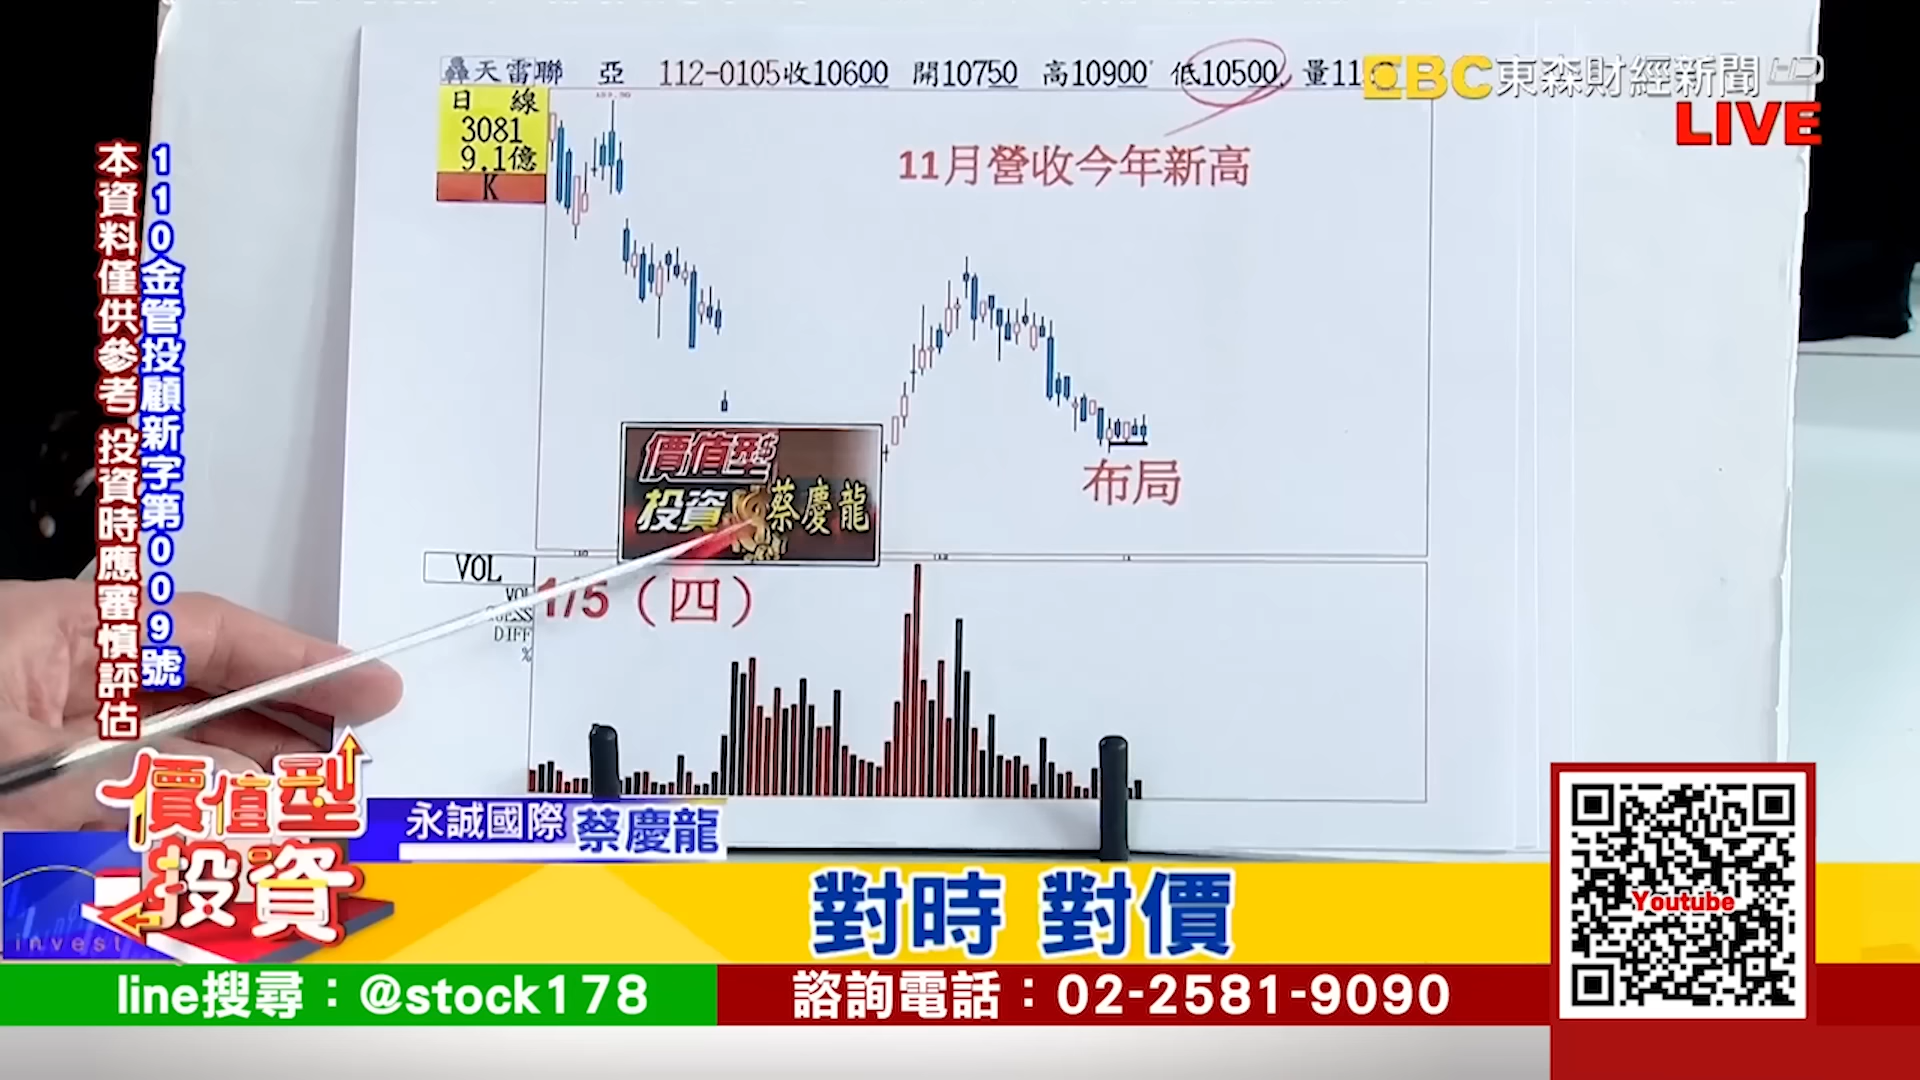 天雷聯 亞 112-0105收10600 開10750 高10900 低10500 量11
EBC東森財經新聞HD
LIVE
日線
3081
9.1億
K
11月營收今年新高
本資料僅供參考 投資時應審慎評估
110金管投顧新字第009號
價值型
投資 蔡慶龍
布局
VOL
VOL
DIFF
%
1/5(四)
價值型
投資
invest
永誠國際 蔡慶龍
對時 對價
Youtube
line搜尋:@stock178
諮詢電話:02-2581-9090